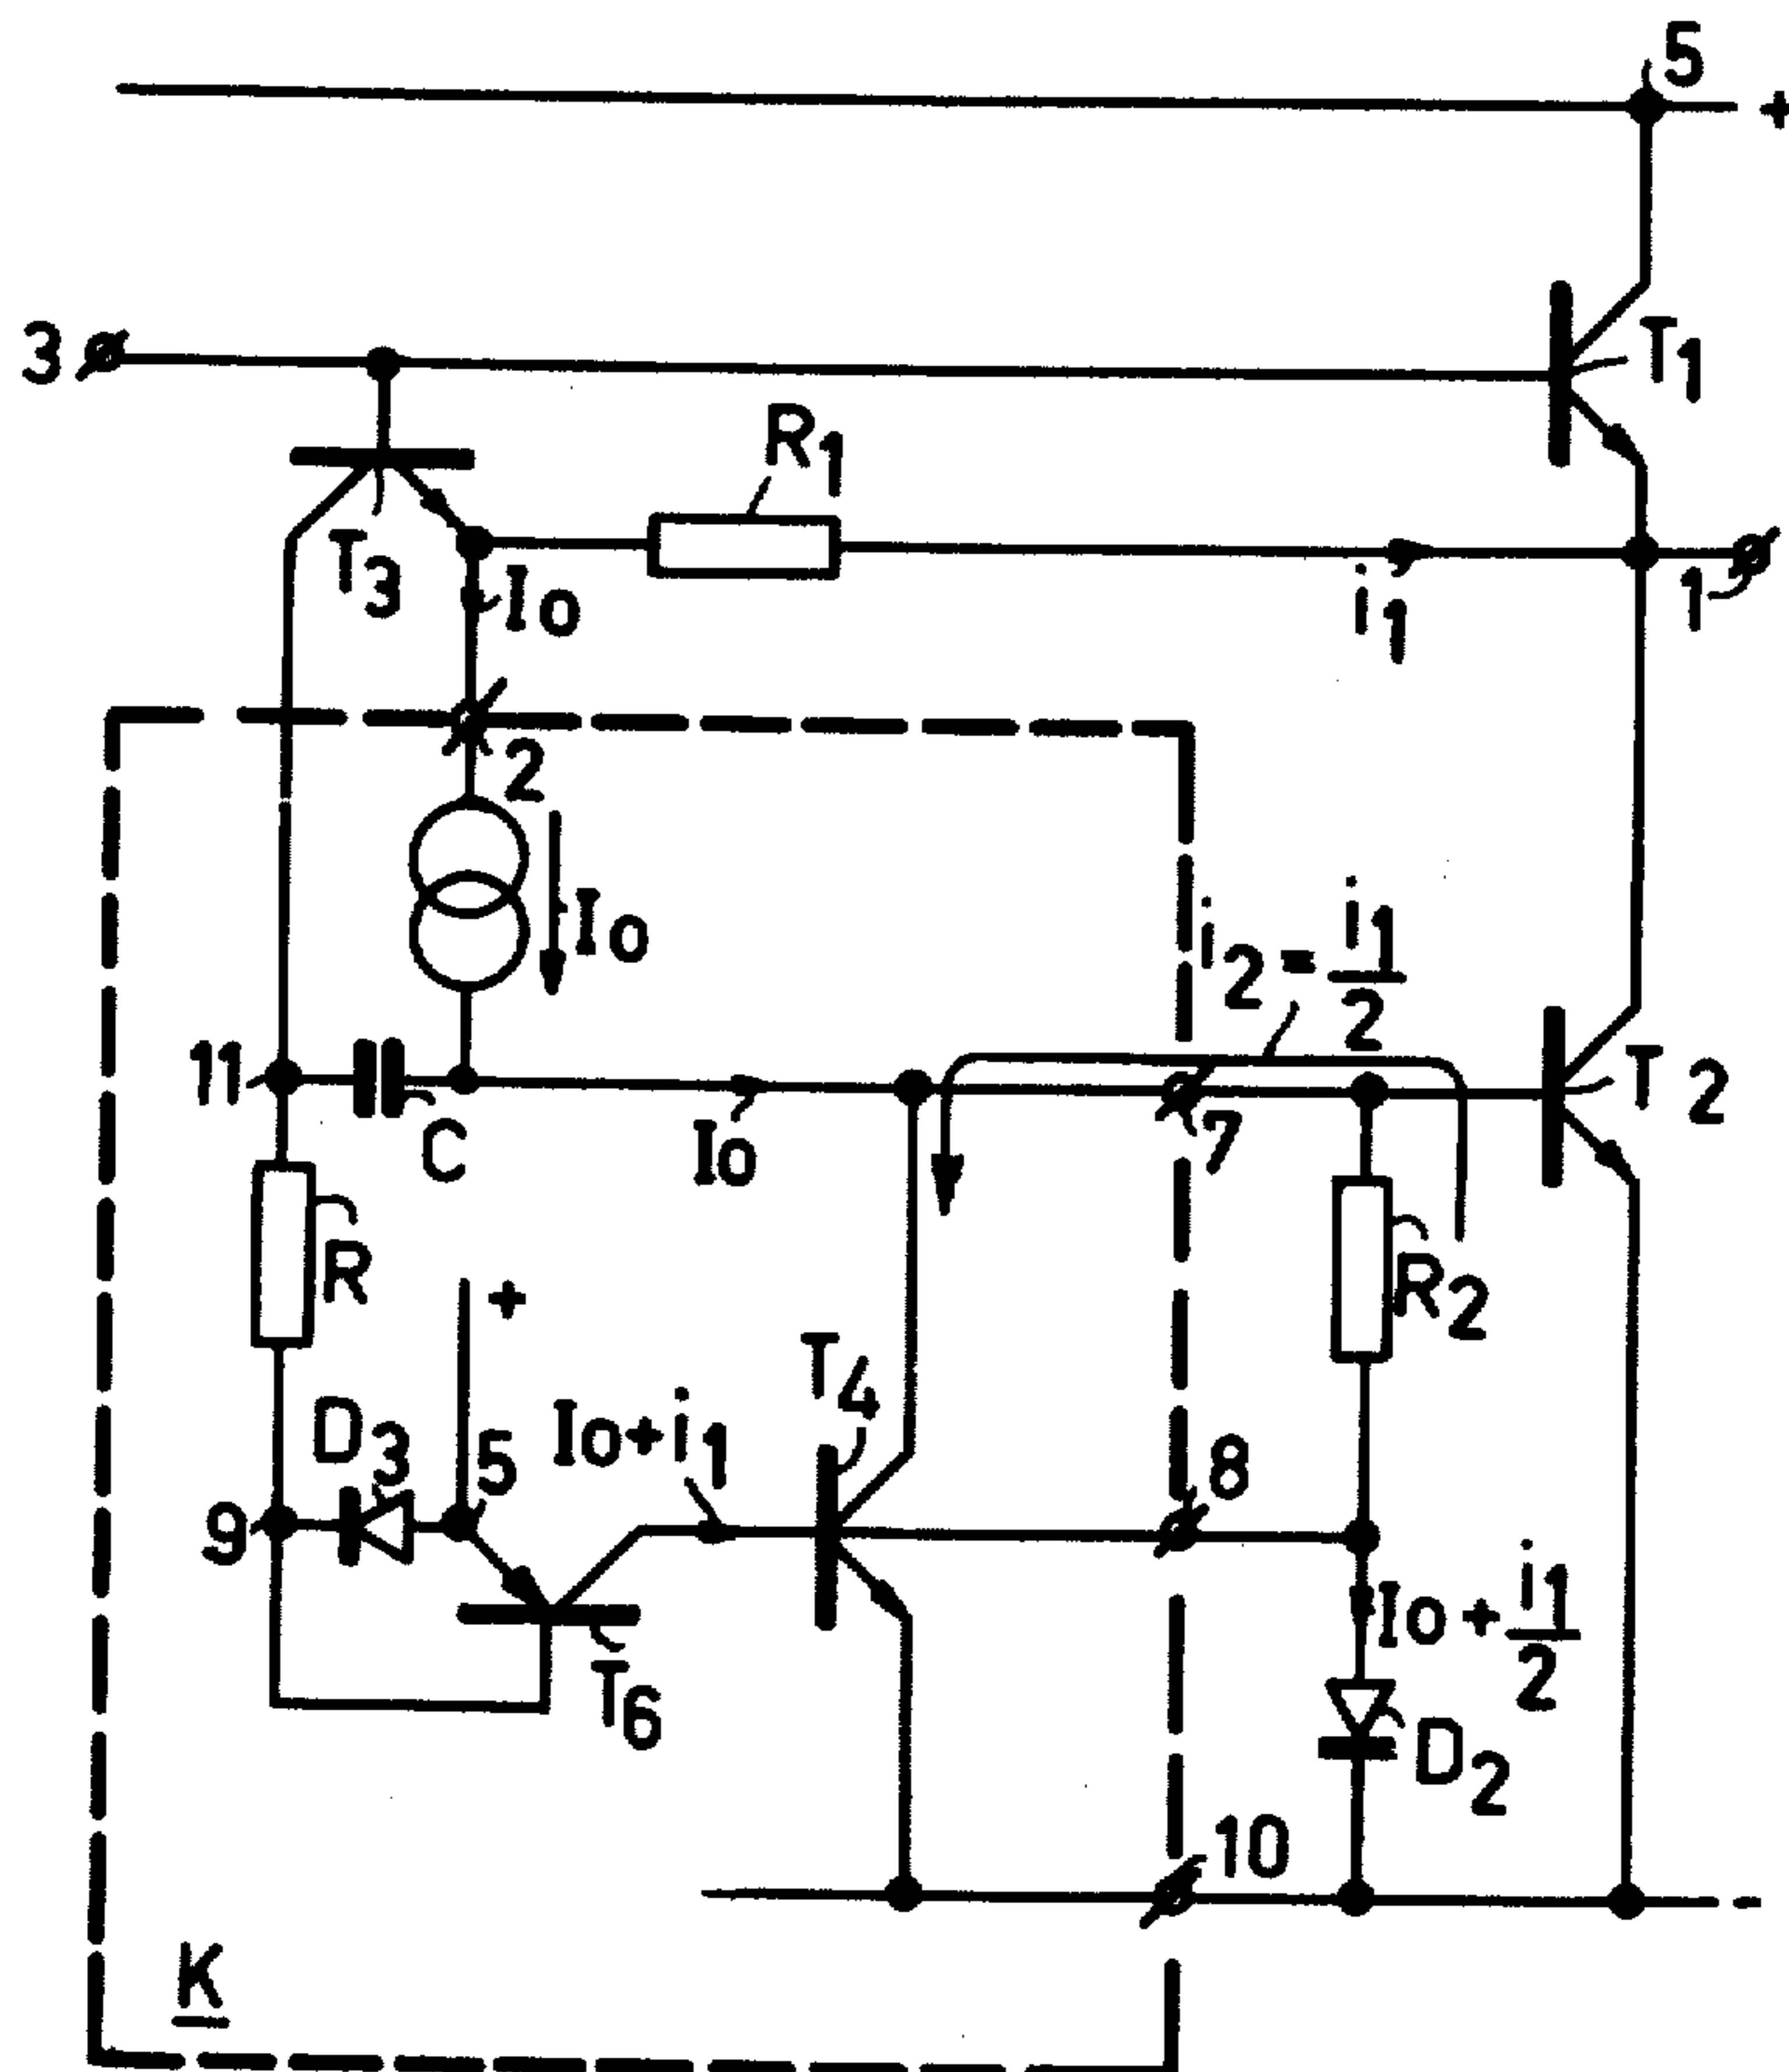 5
+
3
T1
R1
T3
Io
i1
1
2
Io
i2=i1/2
11
C
Io
7
T2
R
R2
+
T4
D3
5
Io+i1
8
9
Io+i1/2
T6
D2
10
-
K